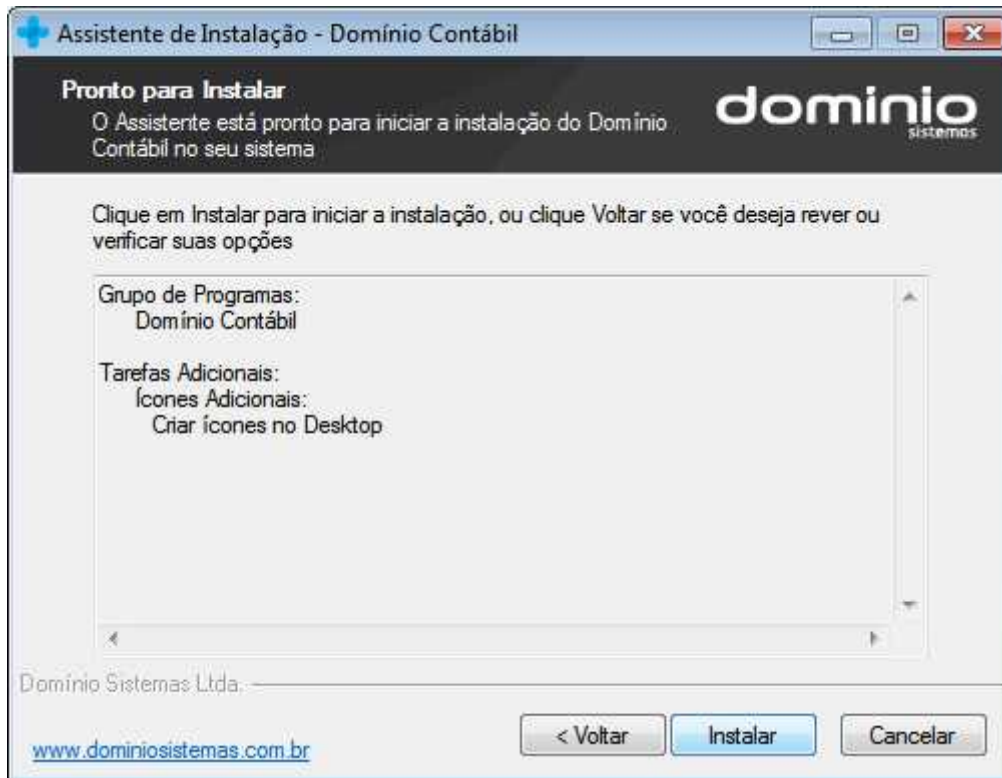 Assistente de Instalação - Domínio Contábil
Pronto para Instalar
O Assistente está pronto para iniciar a instalação do Domínio
Contábil no seu sistema
domínio
sistemas
Clique em Instalar para iniciar a instalação, ou clique Voltar se você deseja rever ou
verificar suas opções
Grupo de Programas:
Domínio Contábil
Tarefas Adicionais:
Ícones Adicionais:
Criar ícones no Desktop
Domínio Sistemas Ltda.
www.dominiosistemas.com.br
< Voltar
Instalar
Cancelar